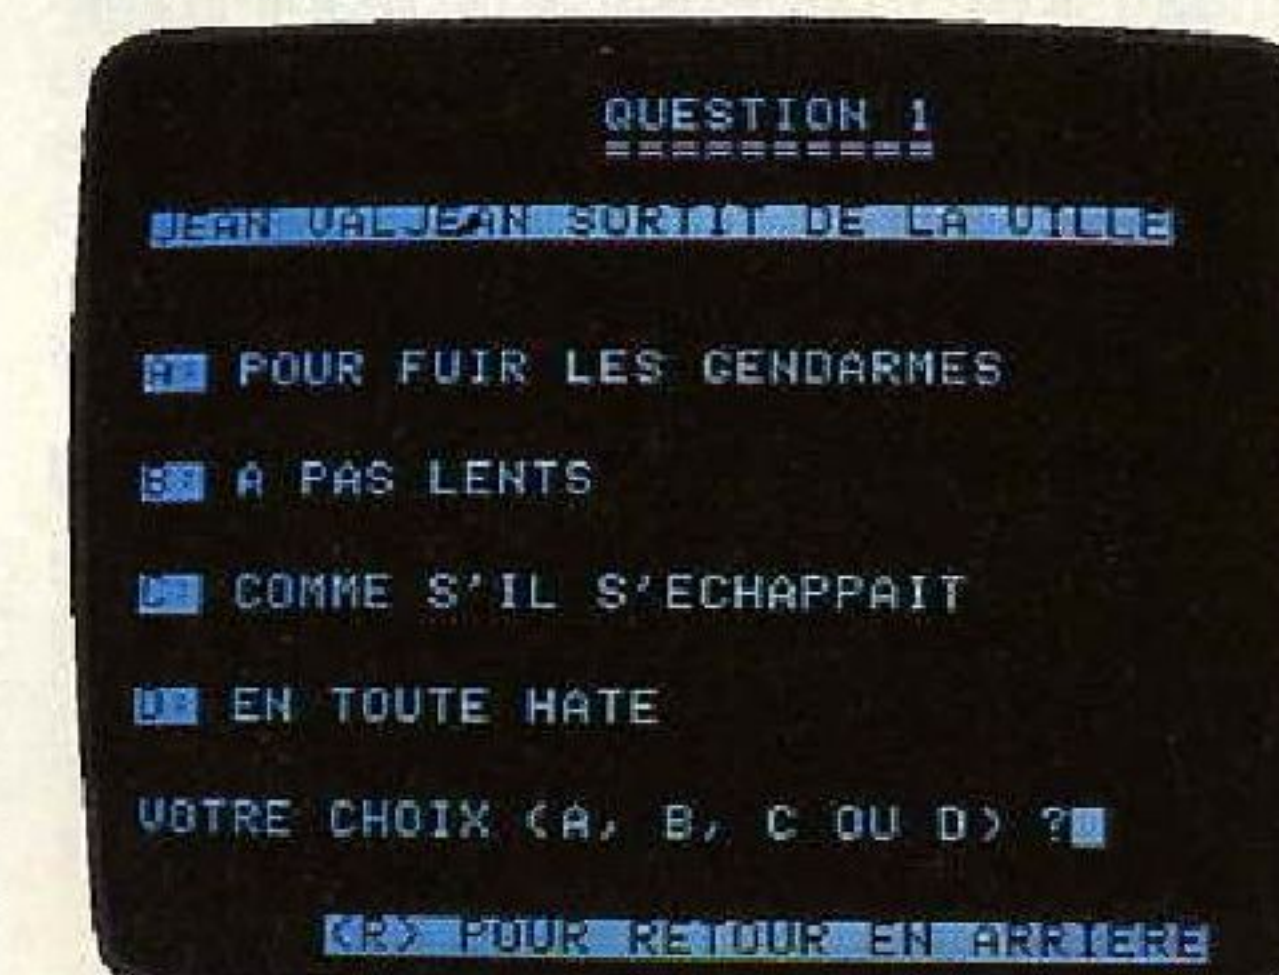 QUESTION 1
==========
JEAN VALJEAN SORTIT DE LA VILLE
A: POUR FUIR LES GENDARMES
B: A PAS LENTS
C: COMME S'IL S'ECHAPPAIT
D: EN TOUTE HATE
VOTRE CHOIX (A, B, C OU D) ?
<R> POUR RETOUR EN ARRIERE